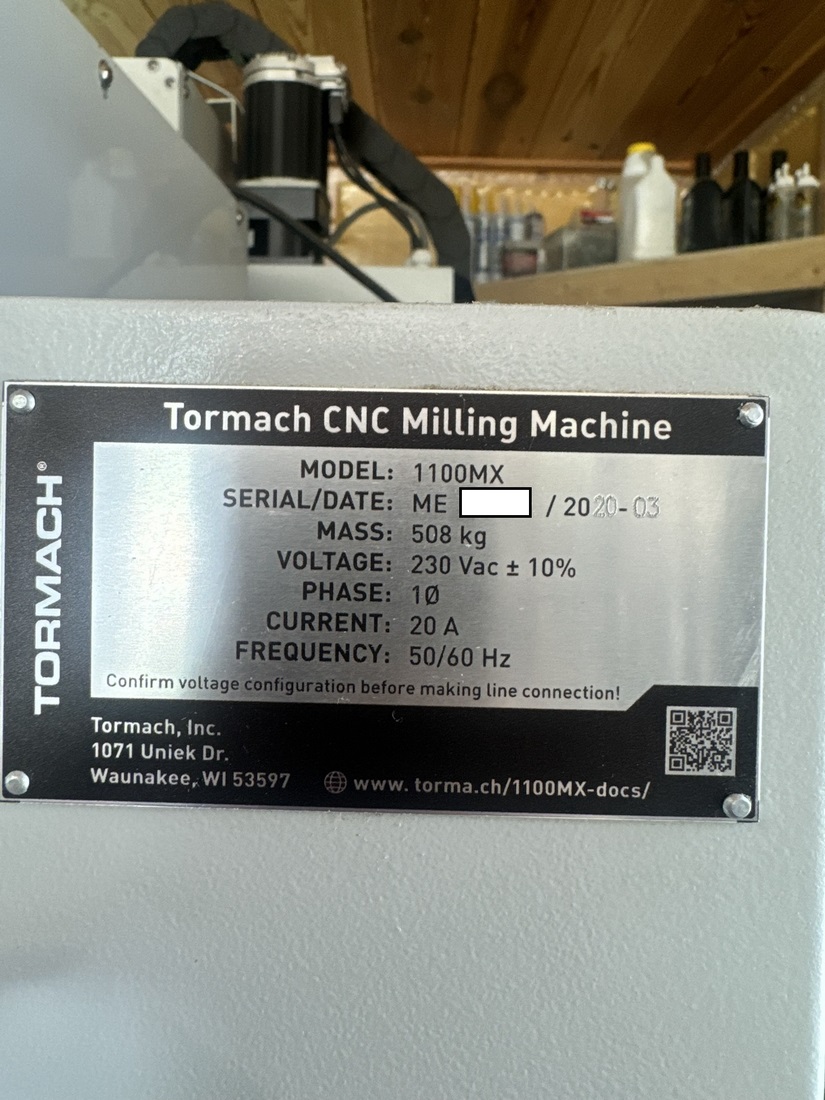 Tormach CNC Milling Machine
TORMACH®
MODEL: 1100MX
SERIAL/DATE: ME / 2020-03
MASS: 508 kg
VOLTAGE: 230 Vac ± 10%
PHASE: 1Ø
CURRENT: 20 A
FREQUENCY: 50/60 Hz
Confirm voltage configuration before making line connection!
Tormach, Inc.
1071 Uniek Dr.
Waunakee, WI 53597
www. torma.ch/1100MX-docs/